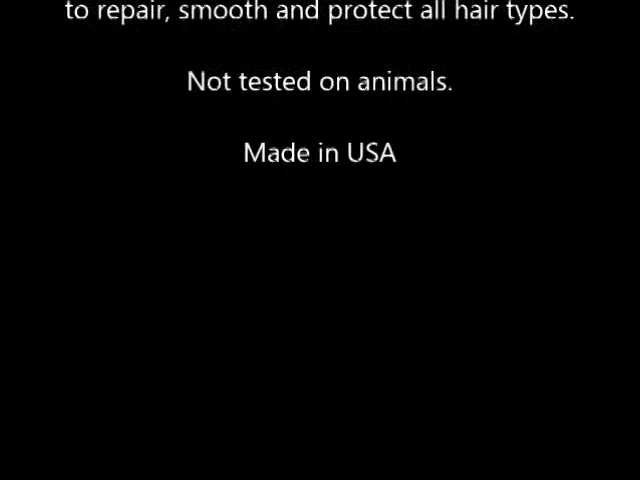 to repair, smooth and protect all hair types.
Not tested on animals.
Made in USA